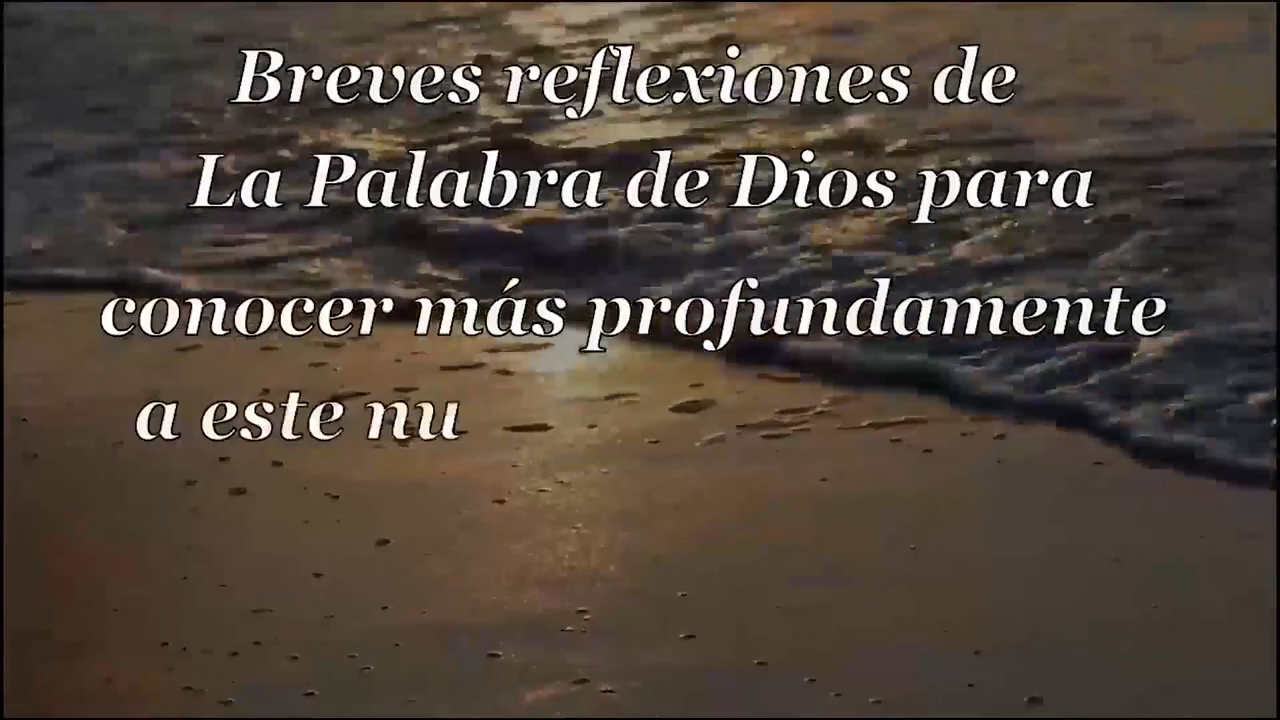 Breves reflexiones de
La Palabra de Dios para
conocer más profundamente
a este nu